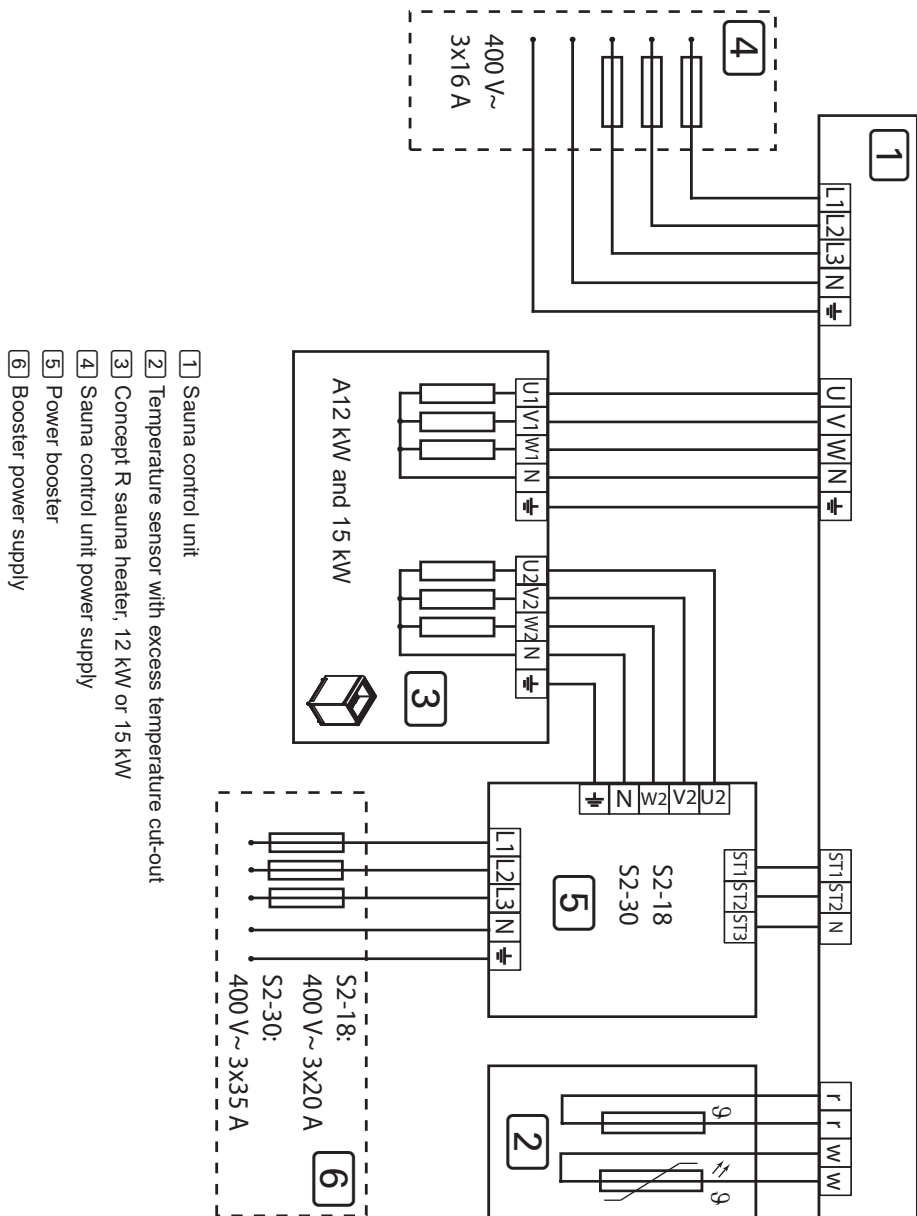 4
400 V~
3x16 A
1
L1 L2 L3 N
U V W N
ST1 ST2 N
r r w w
U1 V1 W1 N
U2 V2 W2 N
A12 kW and 15 kW
3
N W2 V2 U2
ST1 ST2 ST3
S2-18
S2-30
5
L1 L2 L3 N
ϑ
ϑ
2
S2-18:
400 V~ 3x20 A
S2-30:
400 V~ 3x35 A
6
1 Sauna control unit
2 Temperature sensor with excess temperature cut-out
3 Concept R sauna heater, 12 kW or 15 kW
4 Sauna control unit power supply
5 Power booster
6 Booster power supply